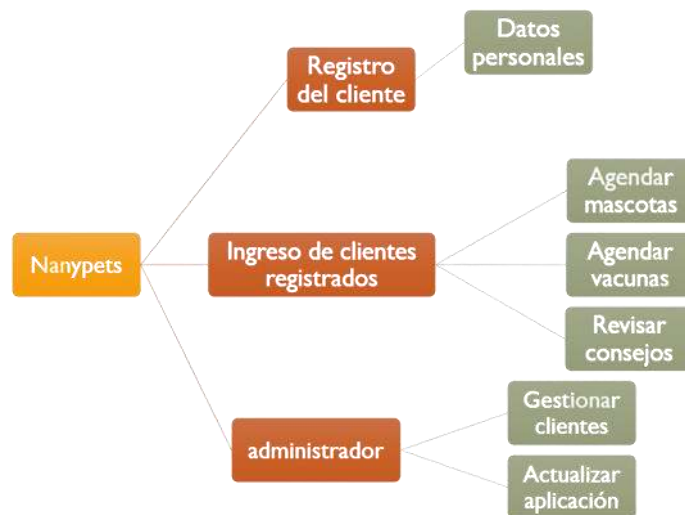 Datos
personales
Registro
del cliente
Agendar
mascotas
Nanypets
Ingreso de clientes
registrados
Agendar
vacunas
Revisar
consejos
Gestionar
clientes
administrador
Actualizar
aplicación